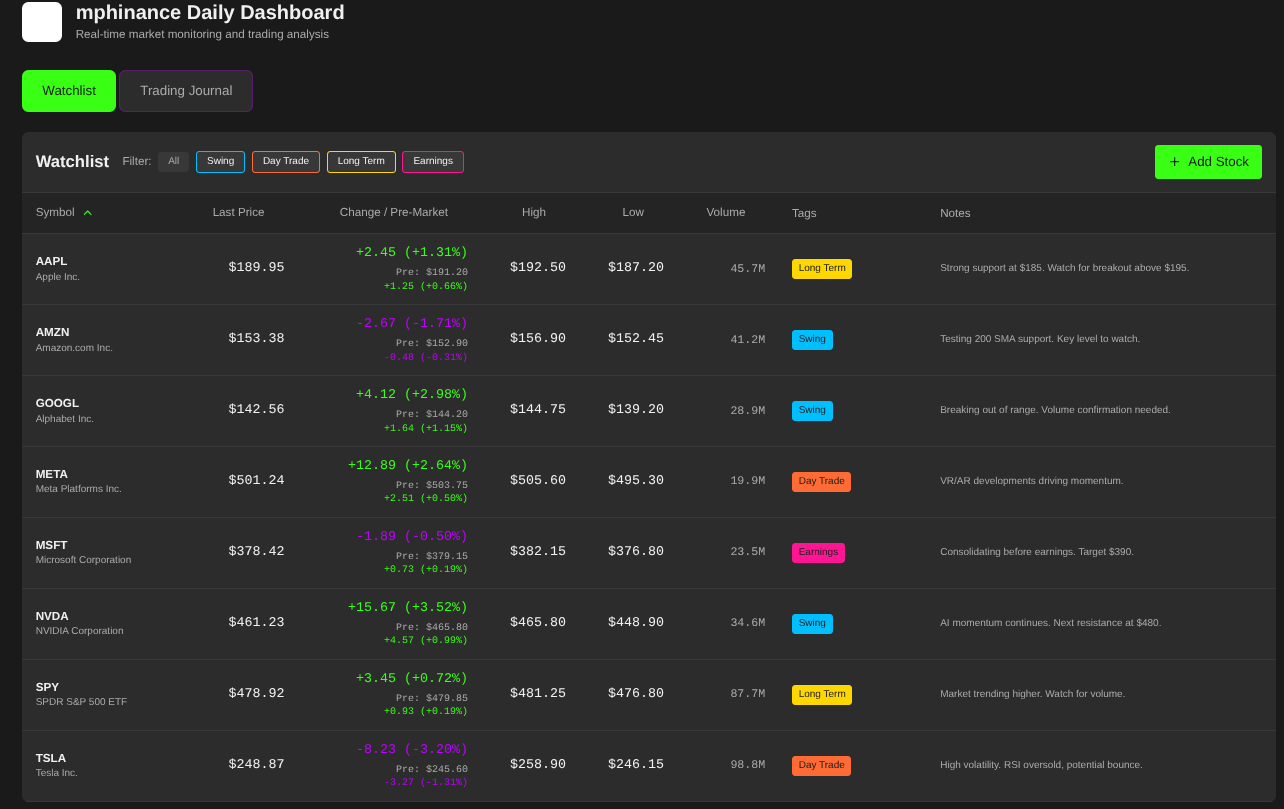 mphinance Daily Dashboard
Real-time market monitoring and trading analysis
Watchlist Trading Journal
Watchlist Filter: All Swing Day Trade Long Term Earnings + Add Stock
Symbol Last Price Change / Pre-Market High Low Volume Tags Notes
AAPL
Apple Inc.
$189.95
+2.45 (+1.31%)
Pre: $191.20
+1.25 (+0.66%)
$192.50 $187.20 45.7M Long Term Strong support at $185. Watch for breakout above $195.
AMZN
Amazon.com Inc.
$153.38
-2.67 (-1.71%)
Pre: $152.90
-0.48 (-0.31%)
$156.90 $152.45 41.2M Swing Testing 200 SMA support. Key level to watch.
GOOGL
Alphabet Inc.
$142.56
+4.12 (+2.98%)
Pre: $144.20
+1.64 (+1.15%)
$144.75 $139.20 28.9M Swing Breaking out of range. Volume confirmation needed.
META
Meta Platforms Inc.
$501.24
+12.89 (+2.64%)
Pre: $503.75
+2.51 (+0.50%)
$505.60 $495.30 19.9M Day Trade VR/AR developments driving momentum.
MSFT
Microsoft Corporation
$378.42
-1.89 (-0.50%)
Pre: $379.15
+0.73 (+0.19%)
$382.15 $376.80 23.5M Earnings Consolidating before earnings. Target $390.
NVDA
NVIDIA Corporation
$461.23
+15.67 (+3.52%)
Pre: $465.80
+4.57 (+0.99%)
$465.80 $448.90 34.6M Swing AI momentum continues. Next resistance at $480.
SPY
SPDR S&P 500 ETF
$478.92
+3.45 (+0.72%)
Pre: $479.85
+0.93 (+0.19%)
$481.25 $476.80 87.7M Long Term Market trending higher. Watch for volume.
TSLA
Tesla Inc.
$248.87
-8.23 (-3.20%)
Pre: $245.60
-3.27 (-1.31%)
$258.90 $246.15 98.8M Day Trade High volatility. RSI oversold, potential bounce.